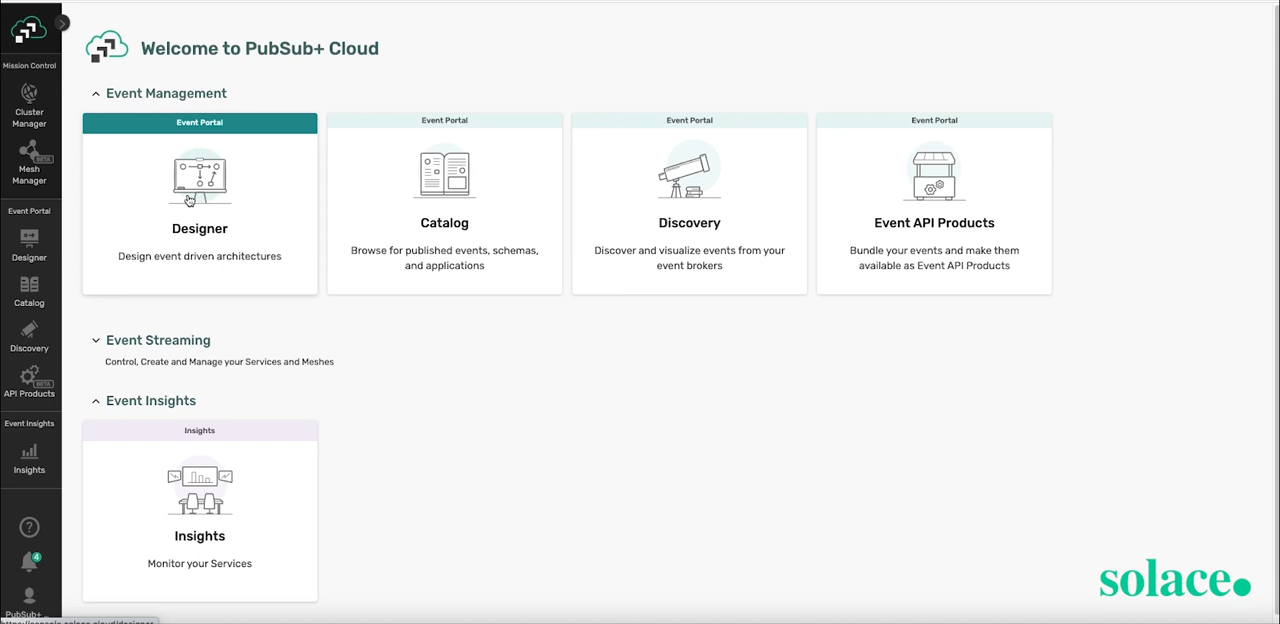 Welcome to PubSub+ Cloud
Mission Control
Cluster
Manager
BETA
Mesh
Manager
Event Portal
Designer
Catalog
Discovery
BETA
API Products
Event Insights
Insights
4
PubSub+...
Event Management
Event Portal
Designer
Design event driven architectures
Event Portal
Catalog
Browse for published events, schemas,
and applications
Event Portal
Discovery
Discover and visualize events from your
event brokers
Event Portal
Event API Products
Bundle your events and make them
available as Event API Products
Event Streaming
Control, Create and Manage your Services and Meshes
Event Insights
Insights
Insights
Monitor your Services
solace.